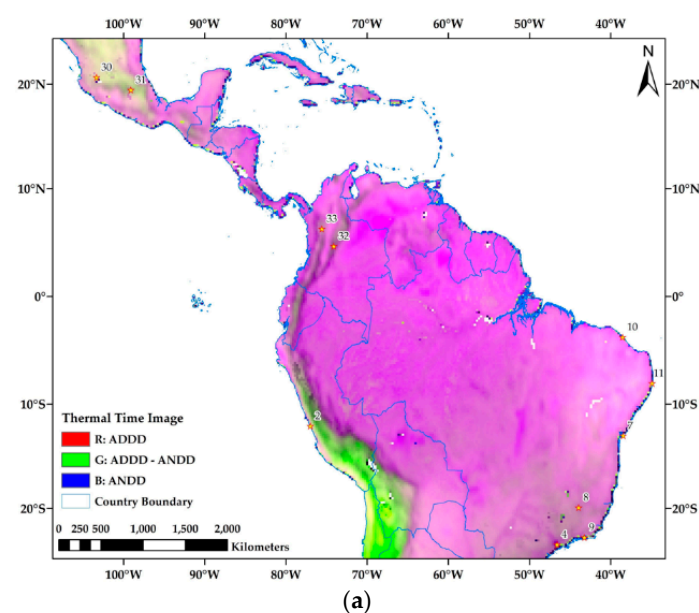 100°W 90°W 80°W 70°W 60°W 50°W 40°W
N
20°N 20°N
30
31
10°N 10°N
33
32
0° 0°
10
11
10°S 10°S
2
7
Thermal Time Image
R: ADDD
G: ADDD - ANDD
B: ANDD
Country Boundary
20°S 20°S
8
9
4
0 250 500 1,000 1,500 2,000
Kilometers
100°W 90°W 80°W 70°W 60°W 50°W 40°W
(a)